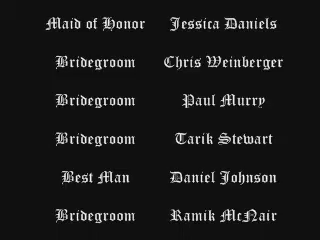 Maid of Honor Jessica Daniels
Bridegroom Chris Weinberger
Bridegroom Paul Murry
Bridegroom Tarik Stewart
Best Man Daniel Johnson
Bridegroom Ramik McNair